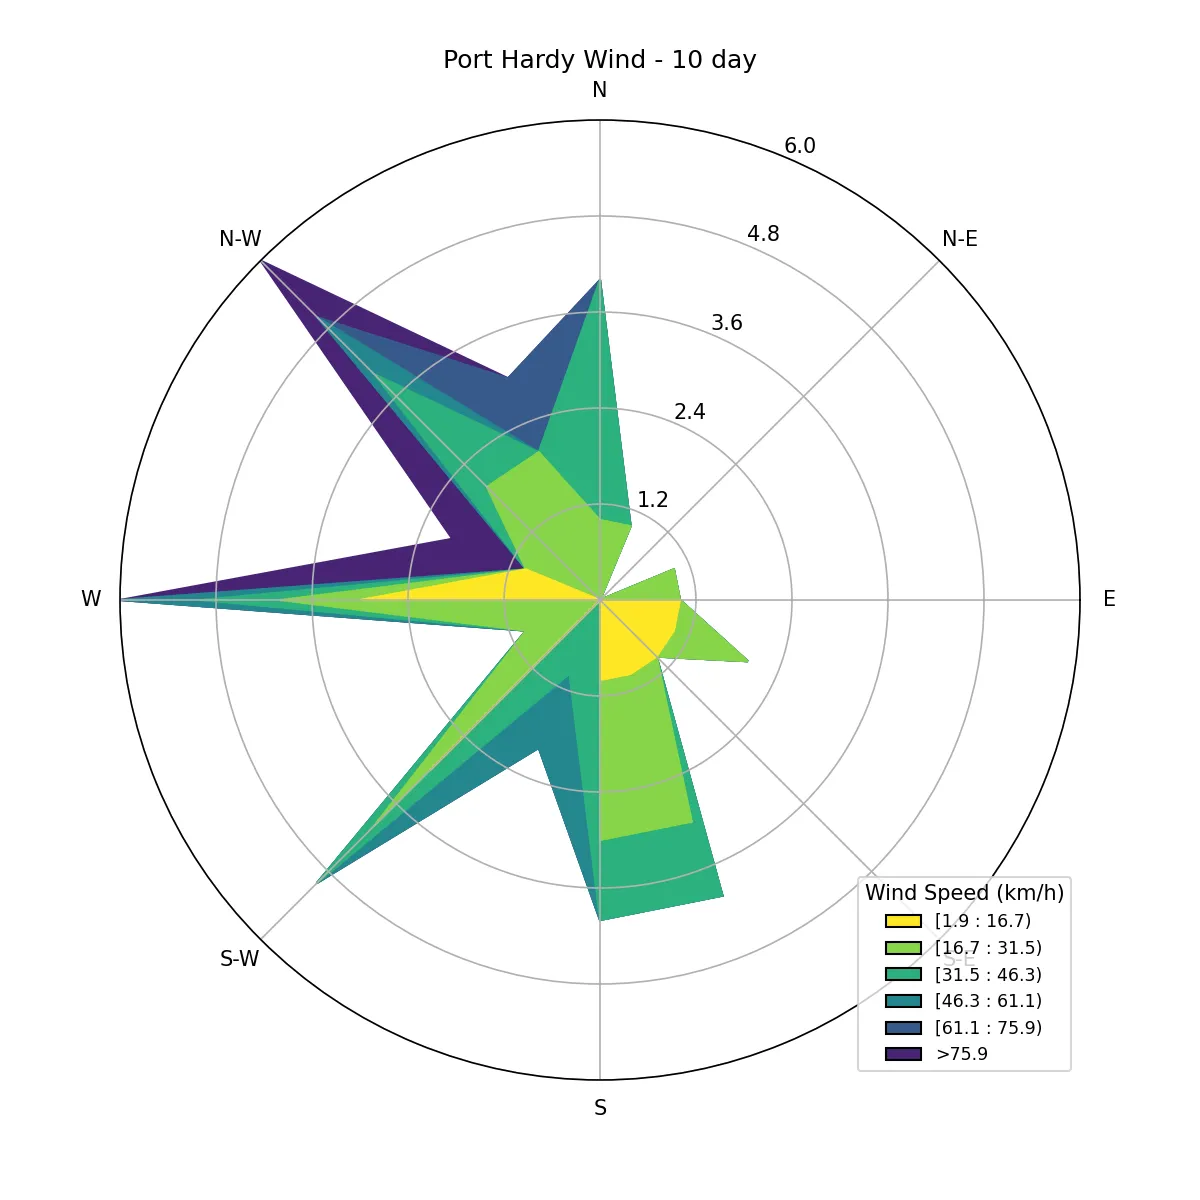 Port Hardy Wind - 10 day
N
6.0
N-W
N-E
4.8
3.6
2.4
1.2
W
E
S-W
S-E
S
Wind Speed (km/h)
[1.9 : 16.7)
[16.7 : 31.5)
[31.5 : 46.3)
[46.3 : 61.1)
[61.1 : 75.9)
>75.9